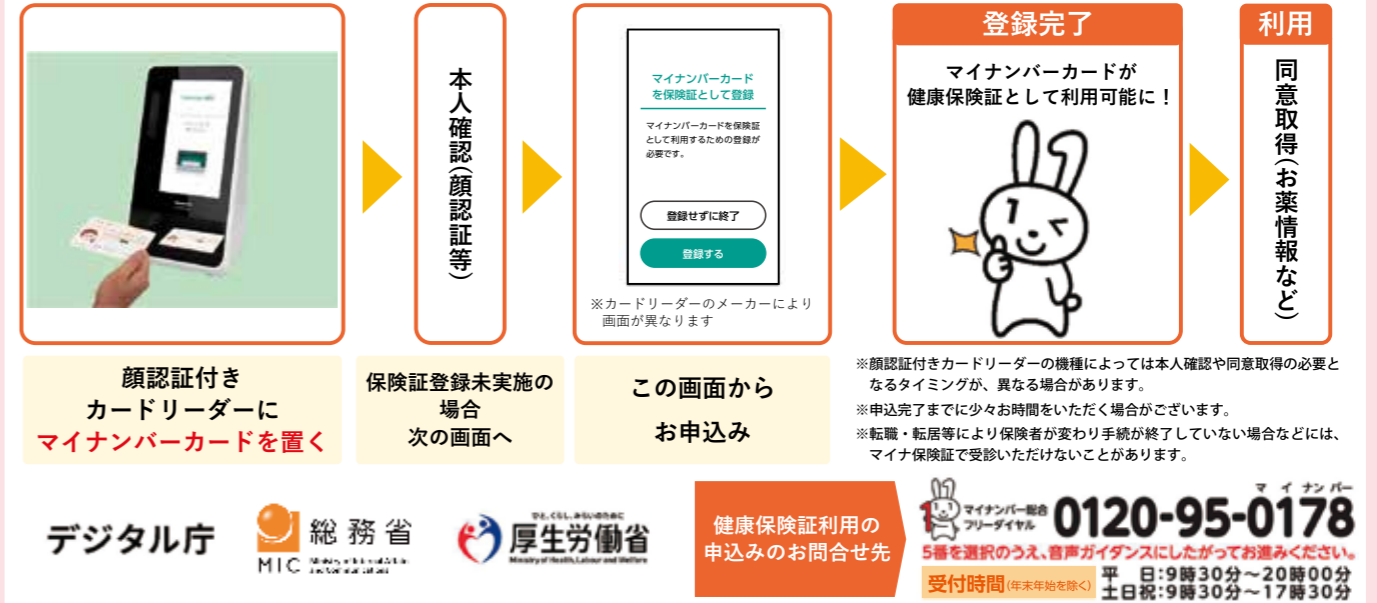 本人確認(顔認証等)
マイナンバーカード
を保険証として登録
マイナンバーカードを保険証
として利用するための登録が
必要です。
登録せずに終了
登録する
※カードリーダーのメーカーにより
画面が異なります
登録完了
マイナンバーカードが
健康保険証として利用可能に！
利用
同意取得(お薬情報など)
顔認証付き
カードリーダーに
マイナンバーカードを置く
保険証登録未実施の
場合
次の画面へ
この画面から
お申込み
※顔認証付きカードリーダーの機種によっては本人確認や同意取得の必要と
なるタイミングが、異なる場合があります。
※申込完了までに少々お時間をいただく場合がございます。
※転職・転居等により保険者が変わり手続が終了していない場合などには、
マイナ保険証で受診いただけないことがあります。
デジタル庁
総務省
MIC
ひと、くらし、みらいのために
厚生労働省
Ministry of Health, Labour and Welfare
健康保険証利用の
申込みのお問合せ先
マイナンバー総合
フリーダイヤル
マイナンバー
0120-95-0178
5番を選択のうえ、音声ガイダンスにしたがってお進みください。
受付時間(年末年始を除く)
平 日:9時30分～20時00分
土日祝:9時30分～17時30分